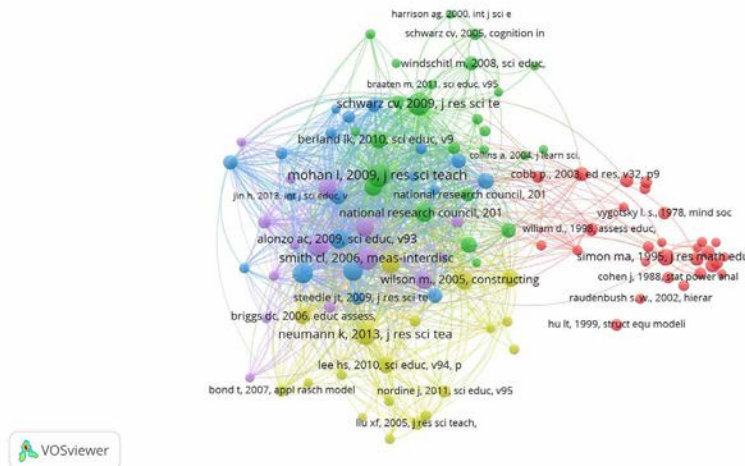 harrison ag. 2000, int j sci e
schwarz cv, 2005, cognition in
windschitl m, 2008, sci educ,
braaten m, 2011, sci educ, v95
schwarz cv, 2009, j res sci te
berland lk, 2010, sci educ, v9
collins a, 2004, j learn sci,
mohan l, 2009, j res sci teach
cobb p., 2003, ed res, v32, p9
jin h, 2013, int j sci educ, v
national research council, 201
vygotsky l. s., 1978, mind soc
national research council, 201
wiliam d., 1998, assess educ,
alonzo ac, 2009, sci educ, v93
simon ma, 1995, j res math edu
smith cl, 2006, meas-interdisc
cohen j, 1988, stat power anal
wilson m., 2005, constructing
steedle jt, 2009, j res sci te
raudenbush s. w., 2002, hierar
briggs dc, 2006, educ assess,
hu lt, 1999, struct equ modeli
neumann k, 2013, j res sci tea
lee hs, 2010, sci educ, v94, p
bond t, 2007, appl rasch model
nordine j, 2011, sci educ, v95
liu xf, 2005, j res sci teach,
VOSviewer